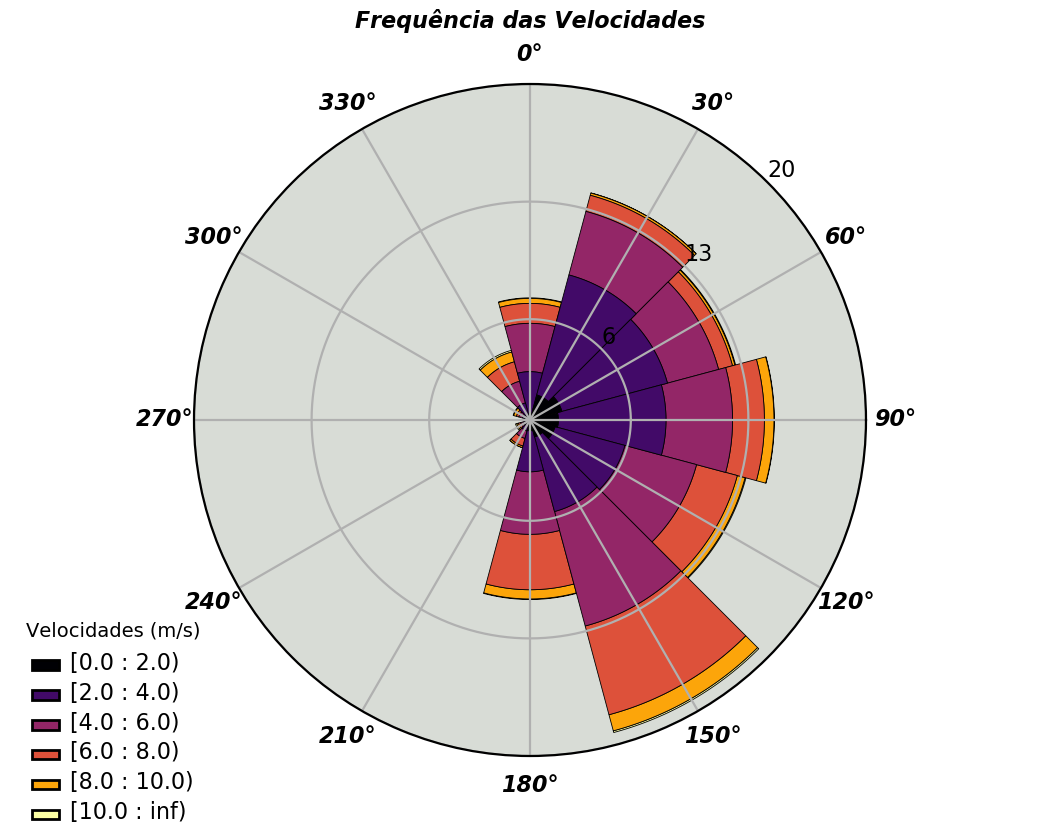 Frequência das Velocidades
0°
330°
30°
20
300°
60°
13
6
270°
90°
240°
120°
210°
150°
180°
Velocidades (m/s)
[0.0 : 2.0)
[2.0 : 4.0)
[4.0 : 6.0)
[6.0 : 8.0)
[8.0 : 10.0)
[10.0 : inf)